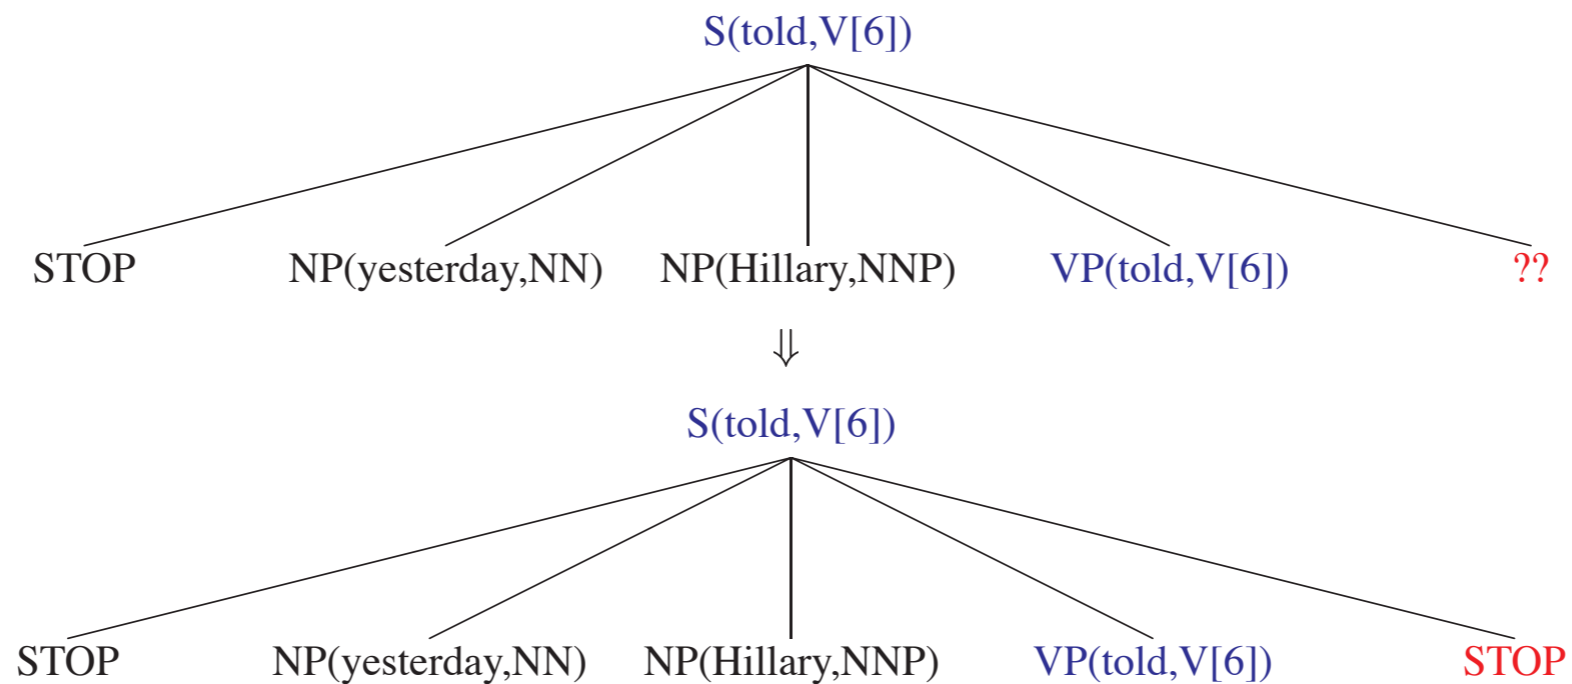 S(told,V[6])
STOP NP(yesterday,NN) NP(Hillary,NNP) VP(told,V[6]) ??
⇓
S(told,V[6])
STOP NP(yesterday,NN) NP(Hillary,NNP) VP(told,V[6]) STOP